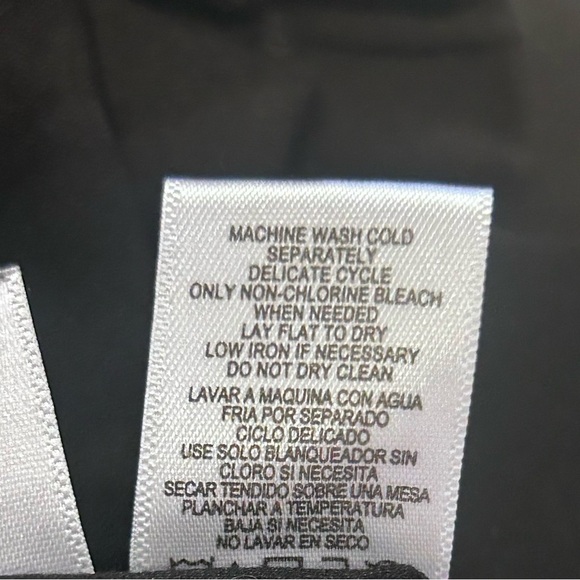 MACHINE WASH COLD
SEPARATELY
DELICATE CYCLE
ONLY NON-CHLORINE BLEACH
WHEN NEEDED
LAY FLAT TO DRY
LOW IRON IF NECESSARY
DO NOT DRY CLEAN
LAVAR A MAQUINA CON AGUA
FRIA POR SEPARADO
CICLO DELICADO
USE SOLO BLANQUEADOR SIN
CLORO SI NECESITA
SECAR TENDIDO SOBRE UNA MESA
PLANCHAR A TEMPERATURA
BAJA SI NECESITA
NO LAVAR EN SECO